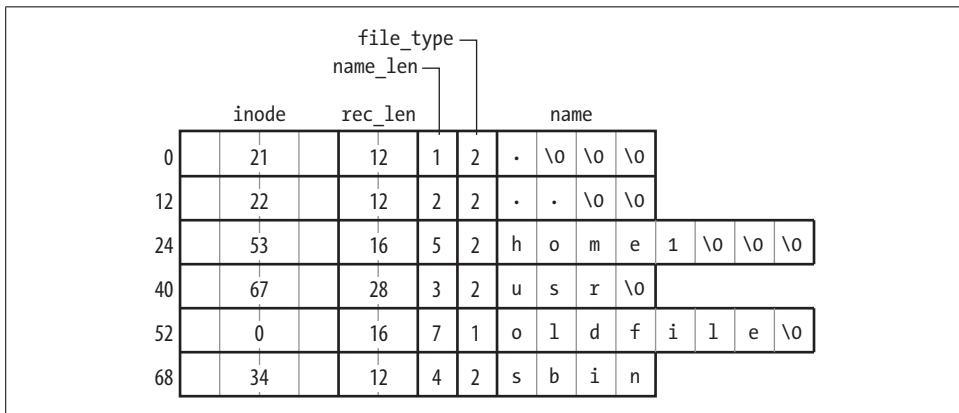 file_type
name_len
inode rec_len name
0 21 12 1 2 . \0 \0 \0
12 22 12 2 2 . . \0 \0
24 53 16 5 2 h o m e 1 \0 \0 \0
40 67 28 3 2 u s r \0
52 0 16 7 1 o l d f i l e \0
68 34 12 4 2 s b i n